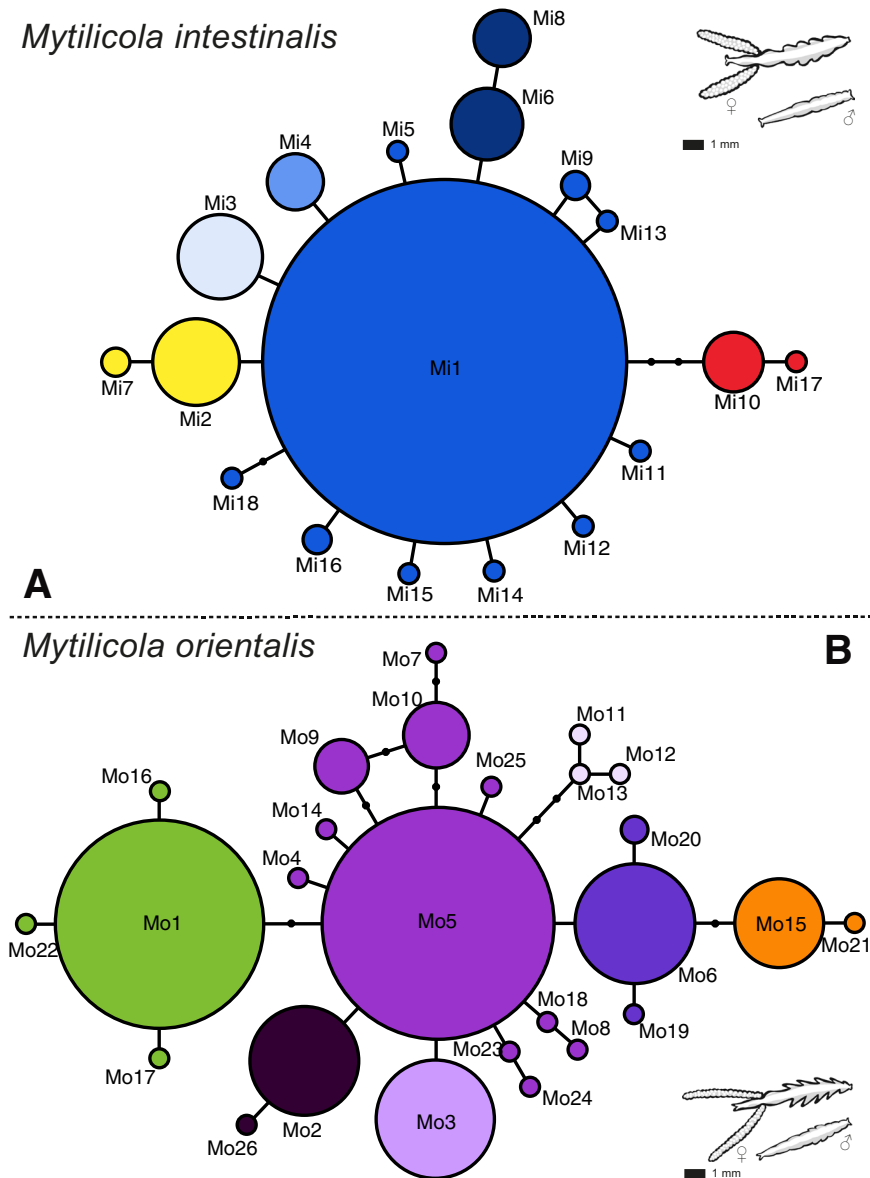 Mytilicola intestinalis
Mi8
Mi6
Mi5
Mi4
Mi9
Mi3
Mi13
♀
♂
1 mm
Mi1
Mi7
Mi2
Mi10
Mi17
Mi11
Mi18
Mi12
Mi16
Mi15
Mi14
A
Mytilicola orientalis
B
Mo7
Mo10
Mo9
Mo11
Mo12
Mo13
Mo25
Mo16
Mo14
Mo4
Mo20
Mo1
Mo5
Mo15
Mo22
Mo21
Mo6
Mo18
Mo8
Mo19
Mo23
Mo24
Mo17
Mo2
Mo3
Mo26
♀
♂
1 mm